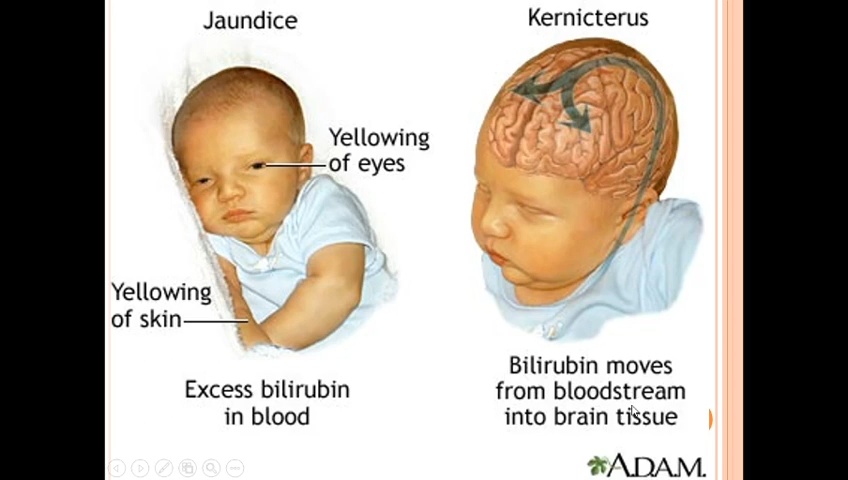 Jaundice
Yellowing
of eyes
Yellowing
of skin
Excess bilirubin
in blood
Kernicterus
Bilirubin moves
from bloodstream
into brain tissue
A.D.A.M.